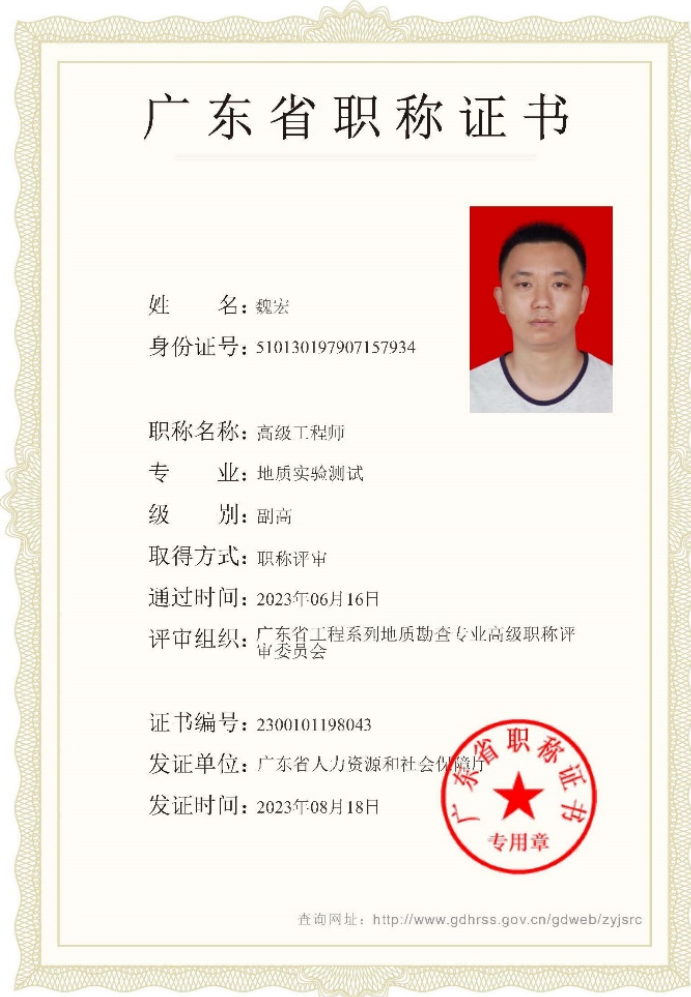 广东省职称证书
姓 名：魏宏
身份证号：510130197907157934
职称名称：高级工程师
专 业：地质实验测试
级 别：副高
取得方式：职称评审
通过时间：2023年06月16日
评审组织：广东省工程系列地质勘查专业高级职称评
审委员会
证书编号：2300101198043
发证单位：广东省人力资源和社会保障厅
发证时间：2023年08月18日
广东省职称证书
专用章
查询网址：http://www.gdhrss.gov.cn/gdweb/zyjsrc